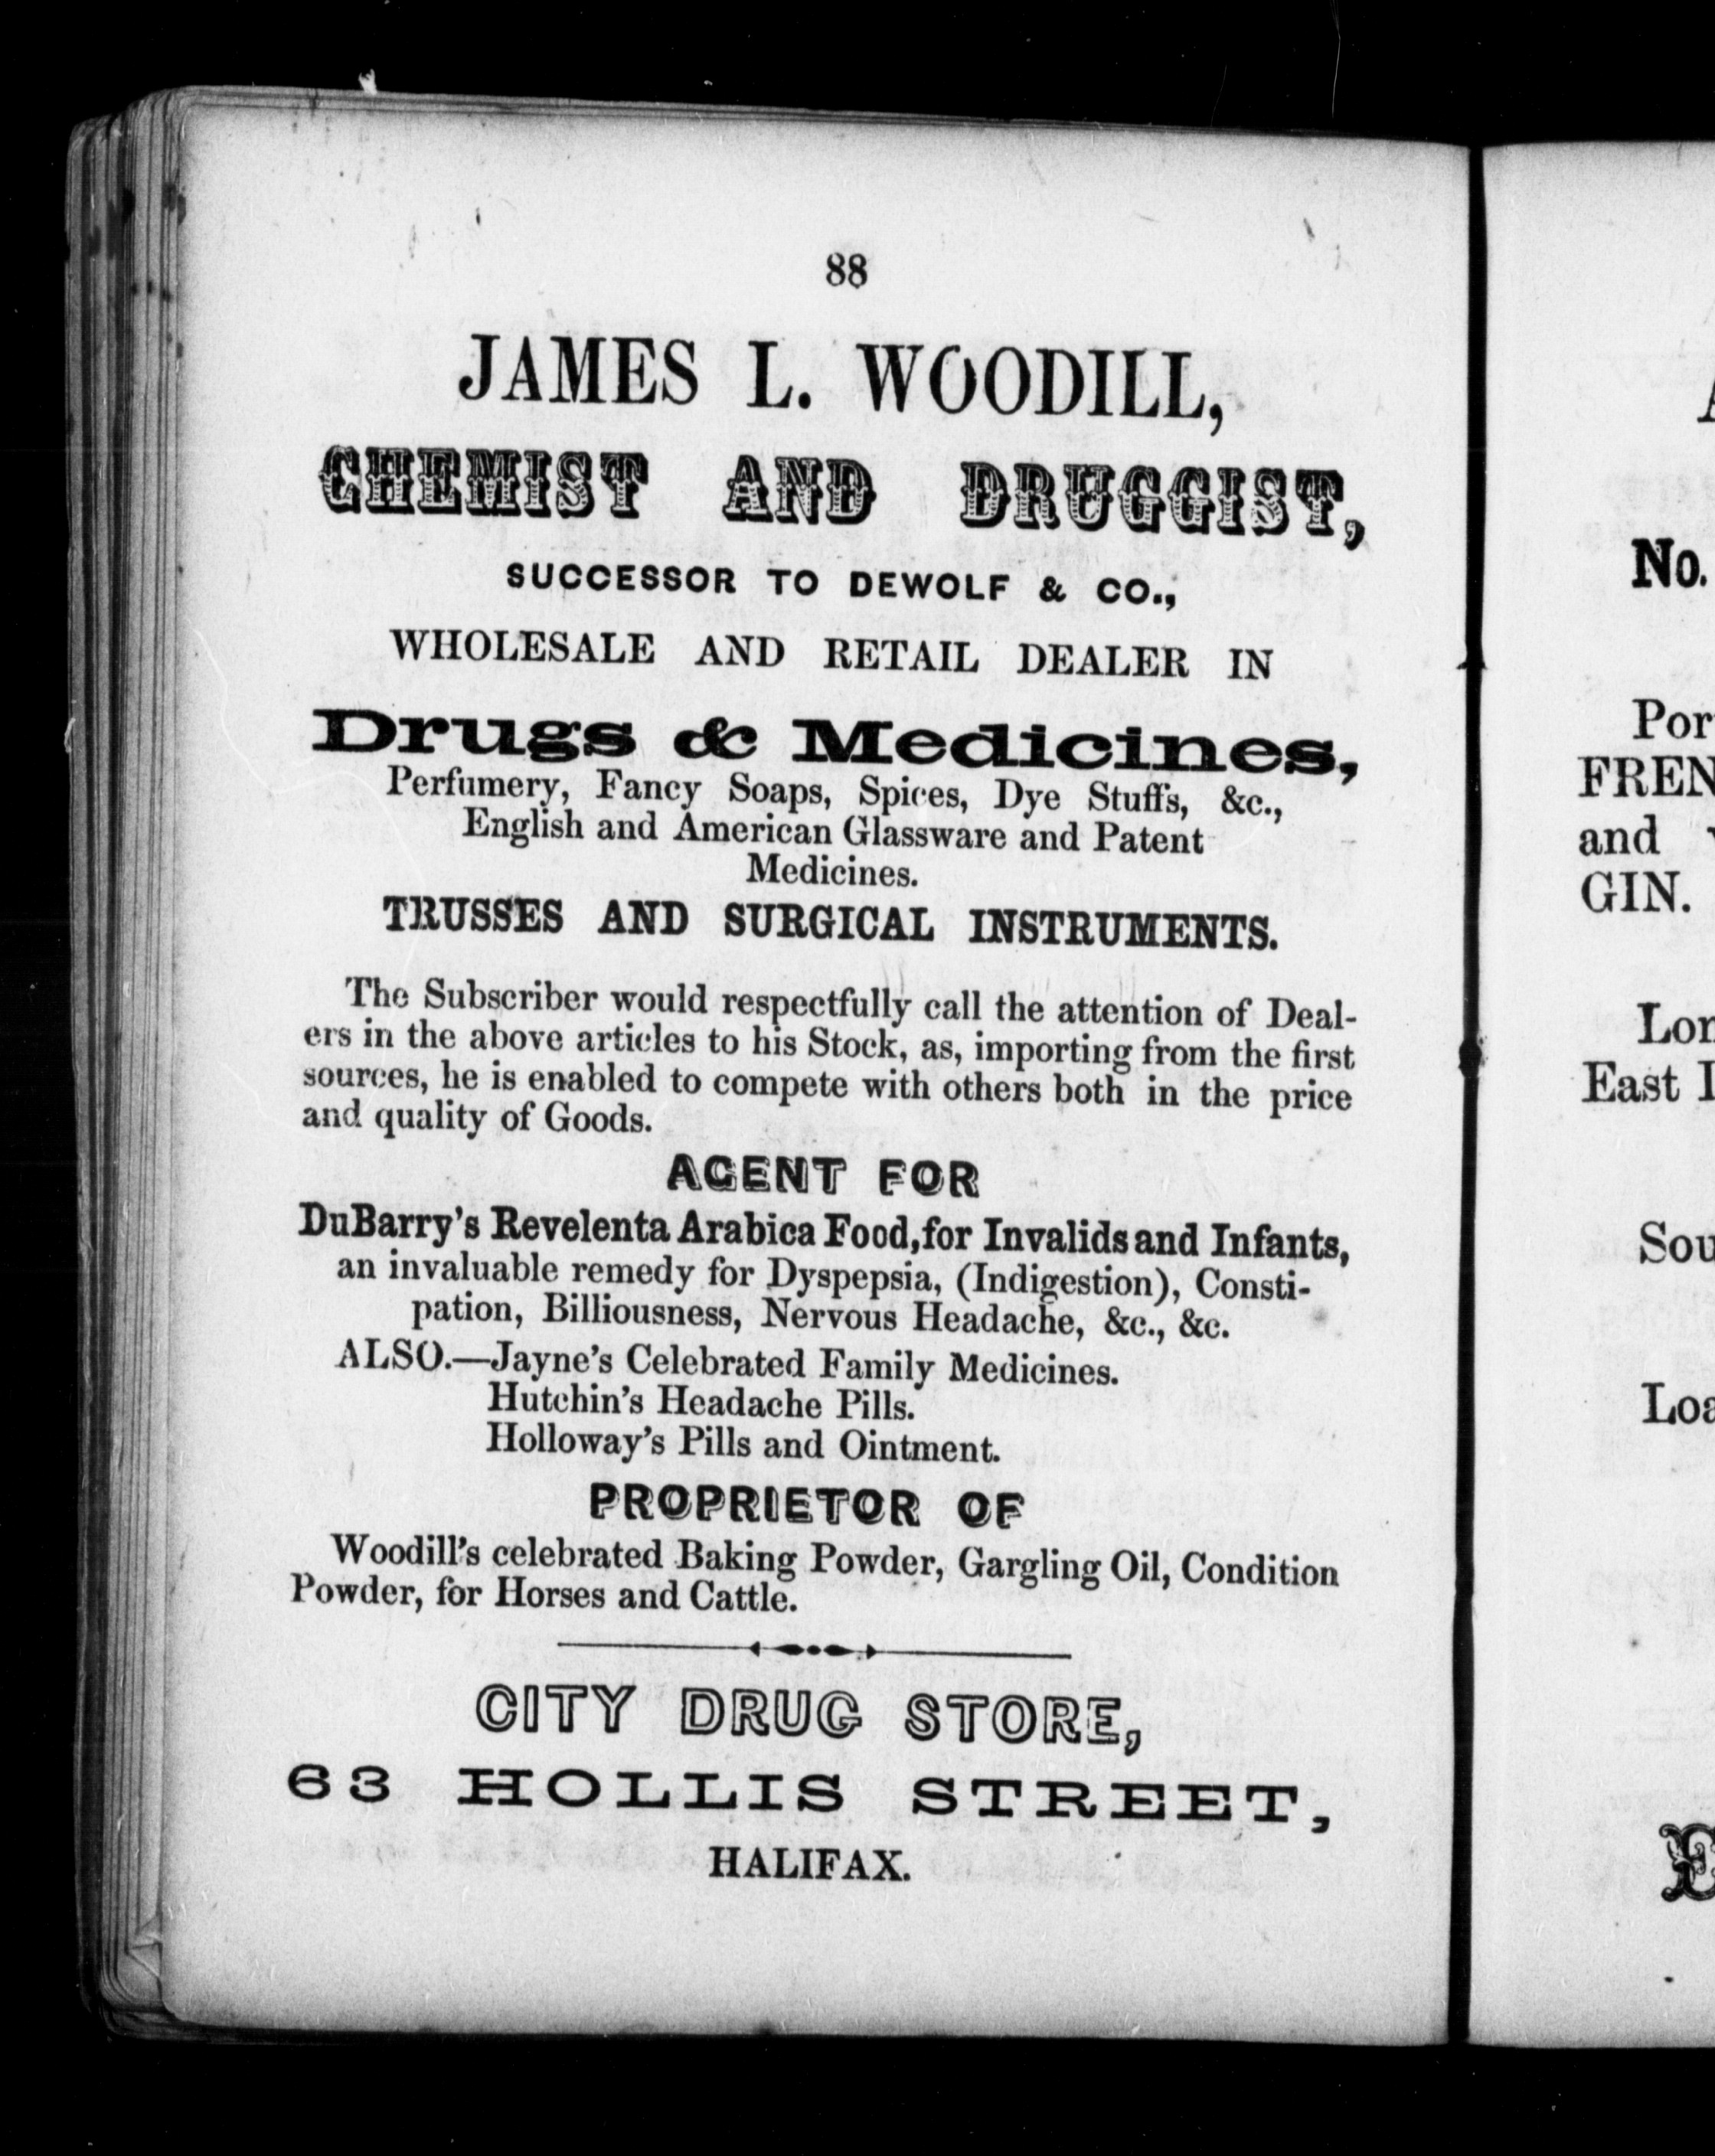 88
JAMES L. WOODILL,
CHEMIST AND DRUGGIST,
SUCCESSOR TO DEWOLF & CO.,
WHOLESALE AND RETAIL DEALER IN
Drugs & Medicines,
Perfumery, Fancy Soaps, Spices, Dye Stuffs, &c.,
English and American Glassware and Patent
Medicines.
TRUSSES AND SURGICAL INSTRUMENTS.
The Subscriber would respectfully call the attention of Deal-
ers in the above articles to his Stock, as, importing from the first
sources, he is enabled to compete with others both in the price
and quality of Goods.
AGENT FOR
DuBarry's Revelenta Arabica Food, for Invalids and Infants,
an invaluable remedy for Dyspepsia, (Indigestion), Consti-
pation, Billiousness, Nervous Headache, &c., &c.
ALSO.—Jayne's Celebrated Family Medicines.
Hutchin's Headache Pills.
Holloway's Pills and Ointment.
PROPRIETOR OF
Woodill's celebrated Baking Powder, Gargling Oil, Condition
Powder, for Horses and Cattle.
CITY DRUG STORE,
63 HOLLIS STREET,
HALIFAX.
No.
Por
FREN
and
GIN.
Lon
East I
Sou
Loa